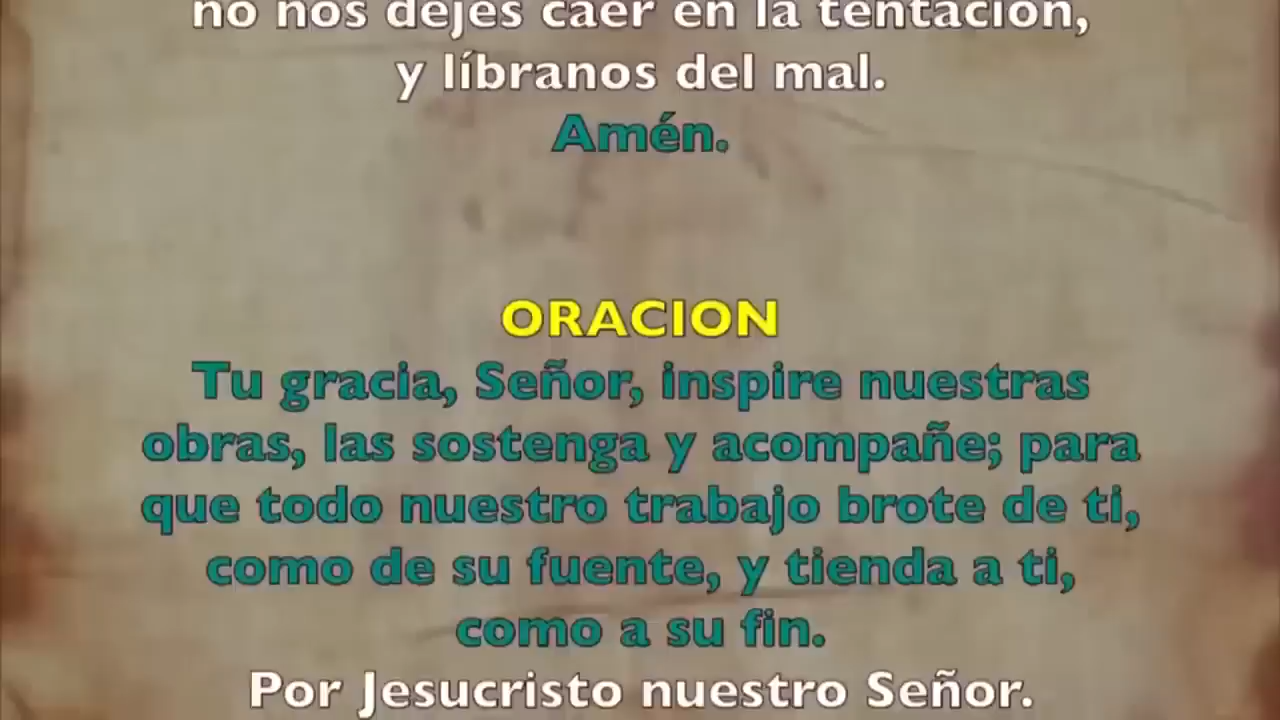 no nos dejes caer en la tentación,
y líbranos del mal.
Amén.
ORACION
Tu gracia, Señor, inspire nuestras
obras, las sostenga y acompañe; para
que todo nuestro trabajo brote de ti,
como de su fuente, y tienda a ti,
como a su fin.
Por Jesucristo nuestro Señor.